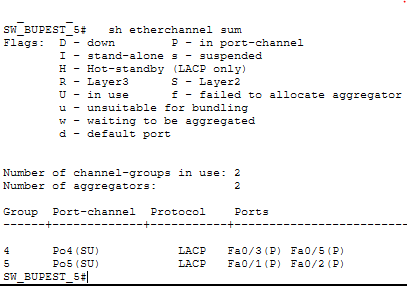 SW_BUPEST_5#   sh etherchannel sum
Flags:  D - down        P - in port-channel
        I - stand-alone s - suspended
        H - Hot-standby (LACP only)
        R - Layer3      S - Layer2
        U - in use      f - failed to allocate aggregator
        u - unsuitable for bundling
        w - waiting to be aggregated
        d - default port
Number of channel-groups in use: 2
Number of aggregators:           2
Group  Port-channel  Protocol    Ports
------+-------------+-----------+----------------------------
4      Po4(SU)           LACP   Fa0/3(P) Fa0/5(P)
5      Po5(SU)           LACP   Fa0/1(P) Fa0/2(P)
SW_BUPEST_5#